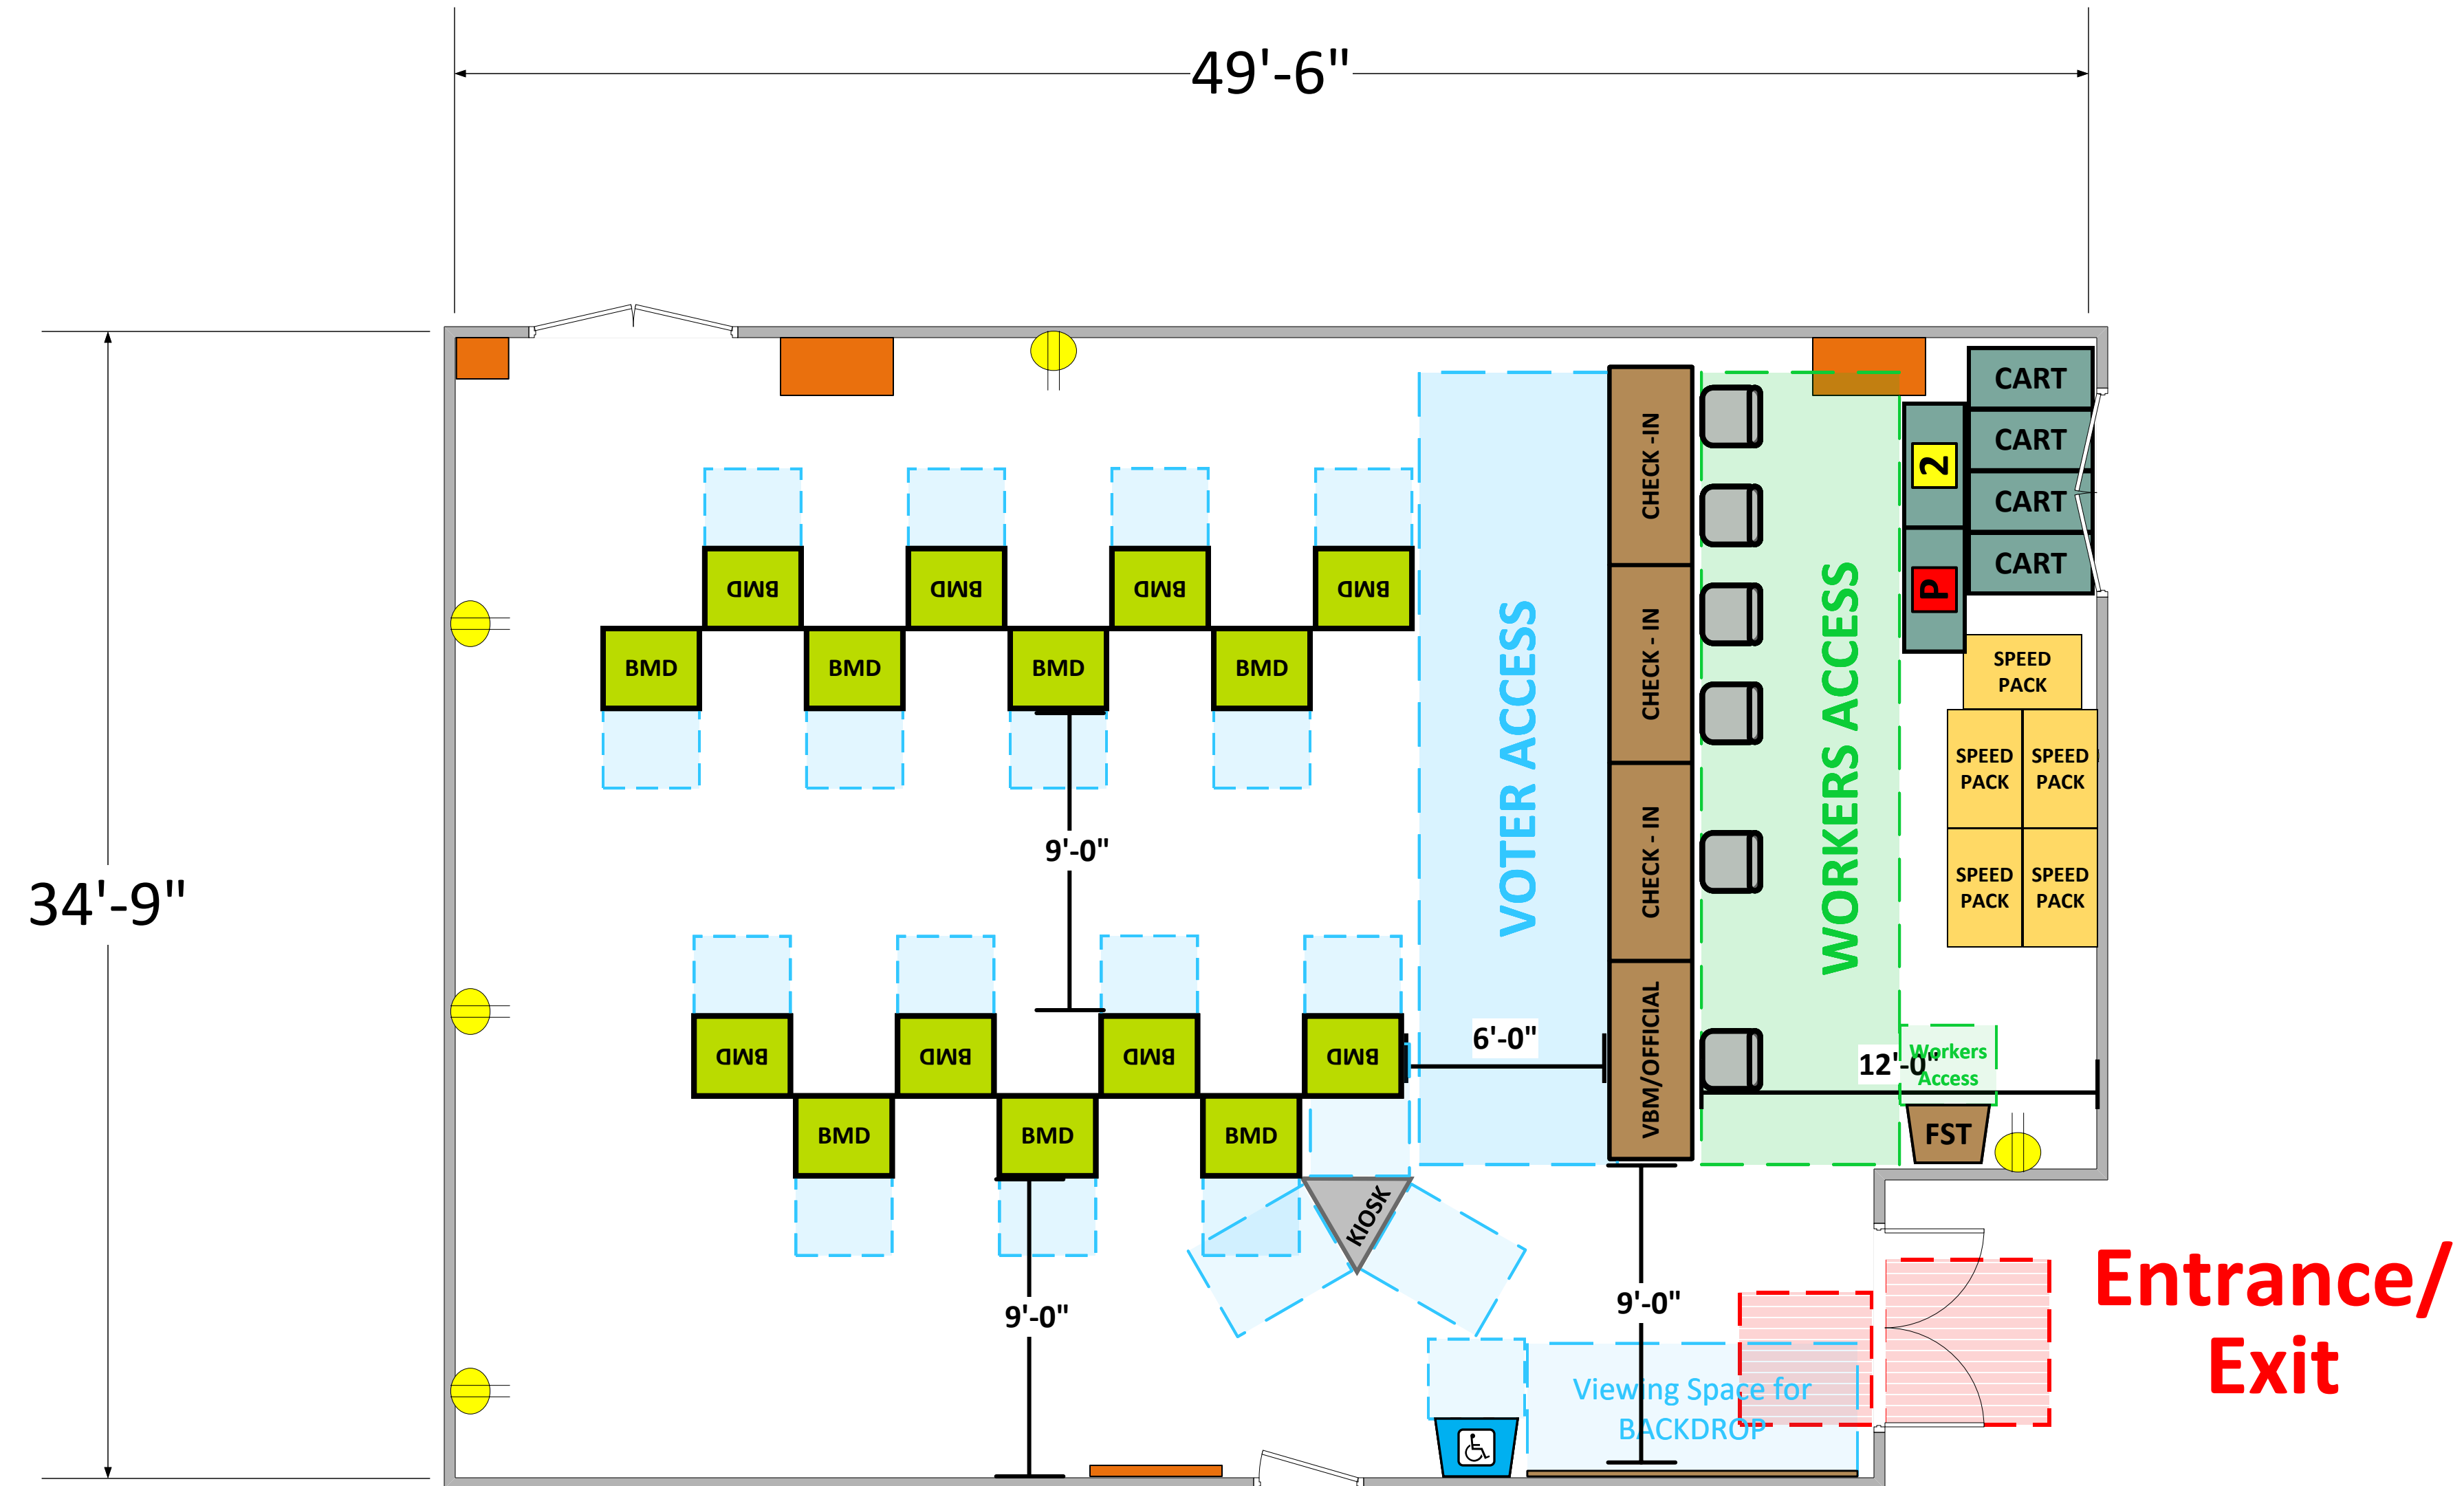 49'-6"
34'-9"
CART
CART
CART
CART
2
P
CHECK -IN
CHECK - IN
CHECK - IN
VBM/OFFICIAL
VOTER ACCESS
WORKERS ACCESS
BMD
BMD
BMD
BMD
BMD
BMD
BMD
BMD
SPEED
PACK
SPEED
PACK
SPEED
PACK
SPEED
PACK
SPEED
PACK
9'-0"
BMD
BMD
BMD
BMD
BMD
BMD
BMD
6'-0"
12'-0"
Workers
Access
FST
KIOSK
9'-0"
9'-0"
Viewing Space for
BACKDROP
Entrance/
Exit